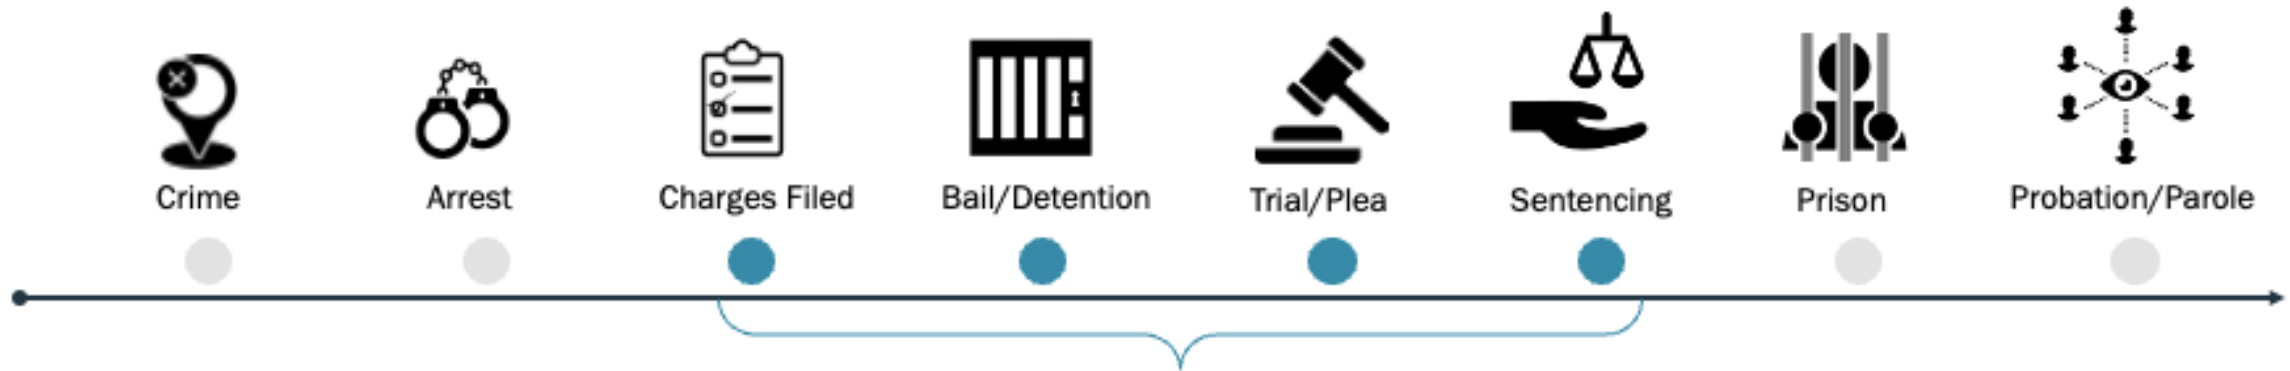 Crime
Arrest
Charges Filed
Bail/Detention
Trial/Plea
Sentencing
Prison
Probation/Parole